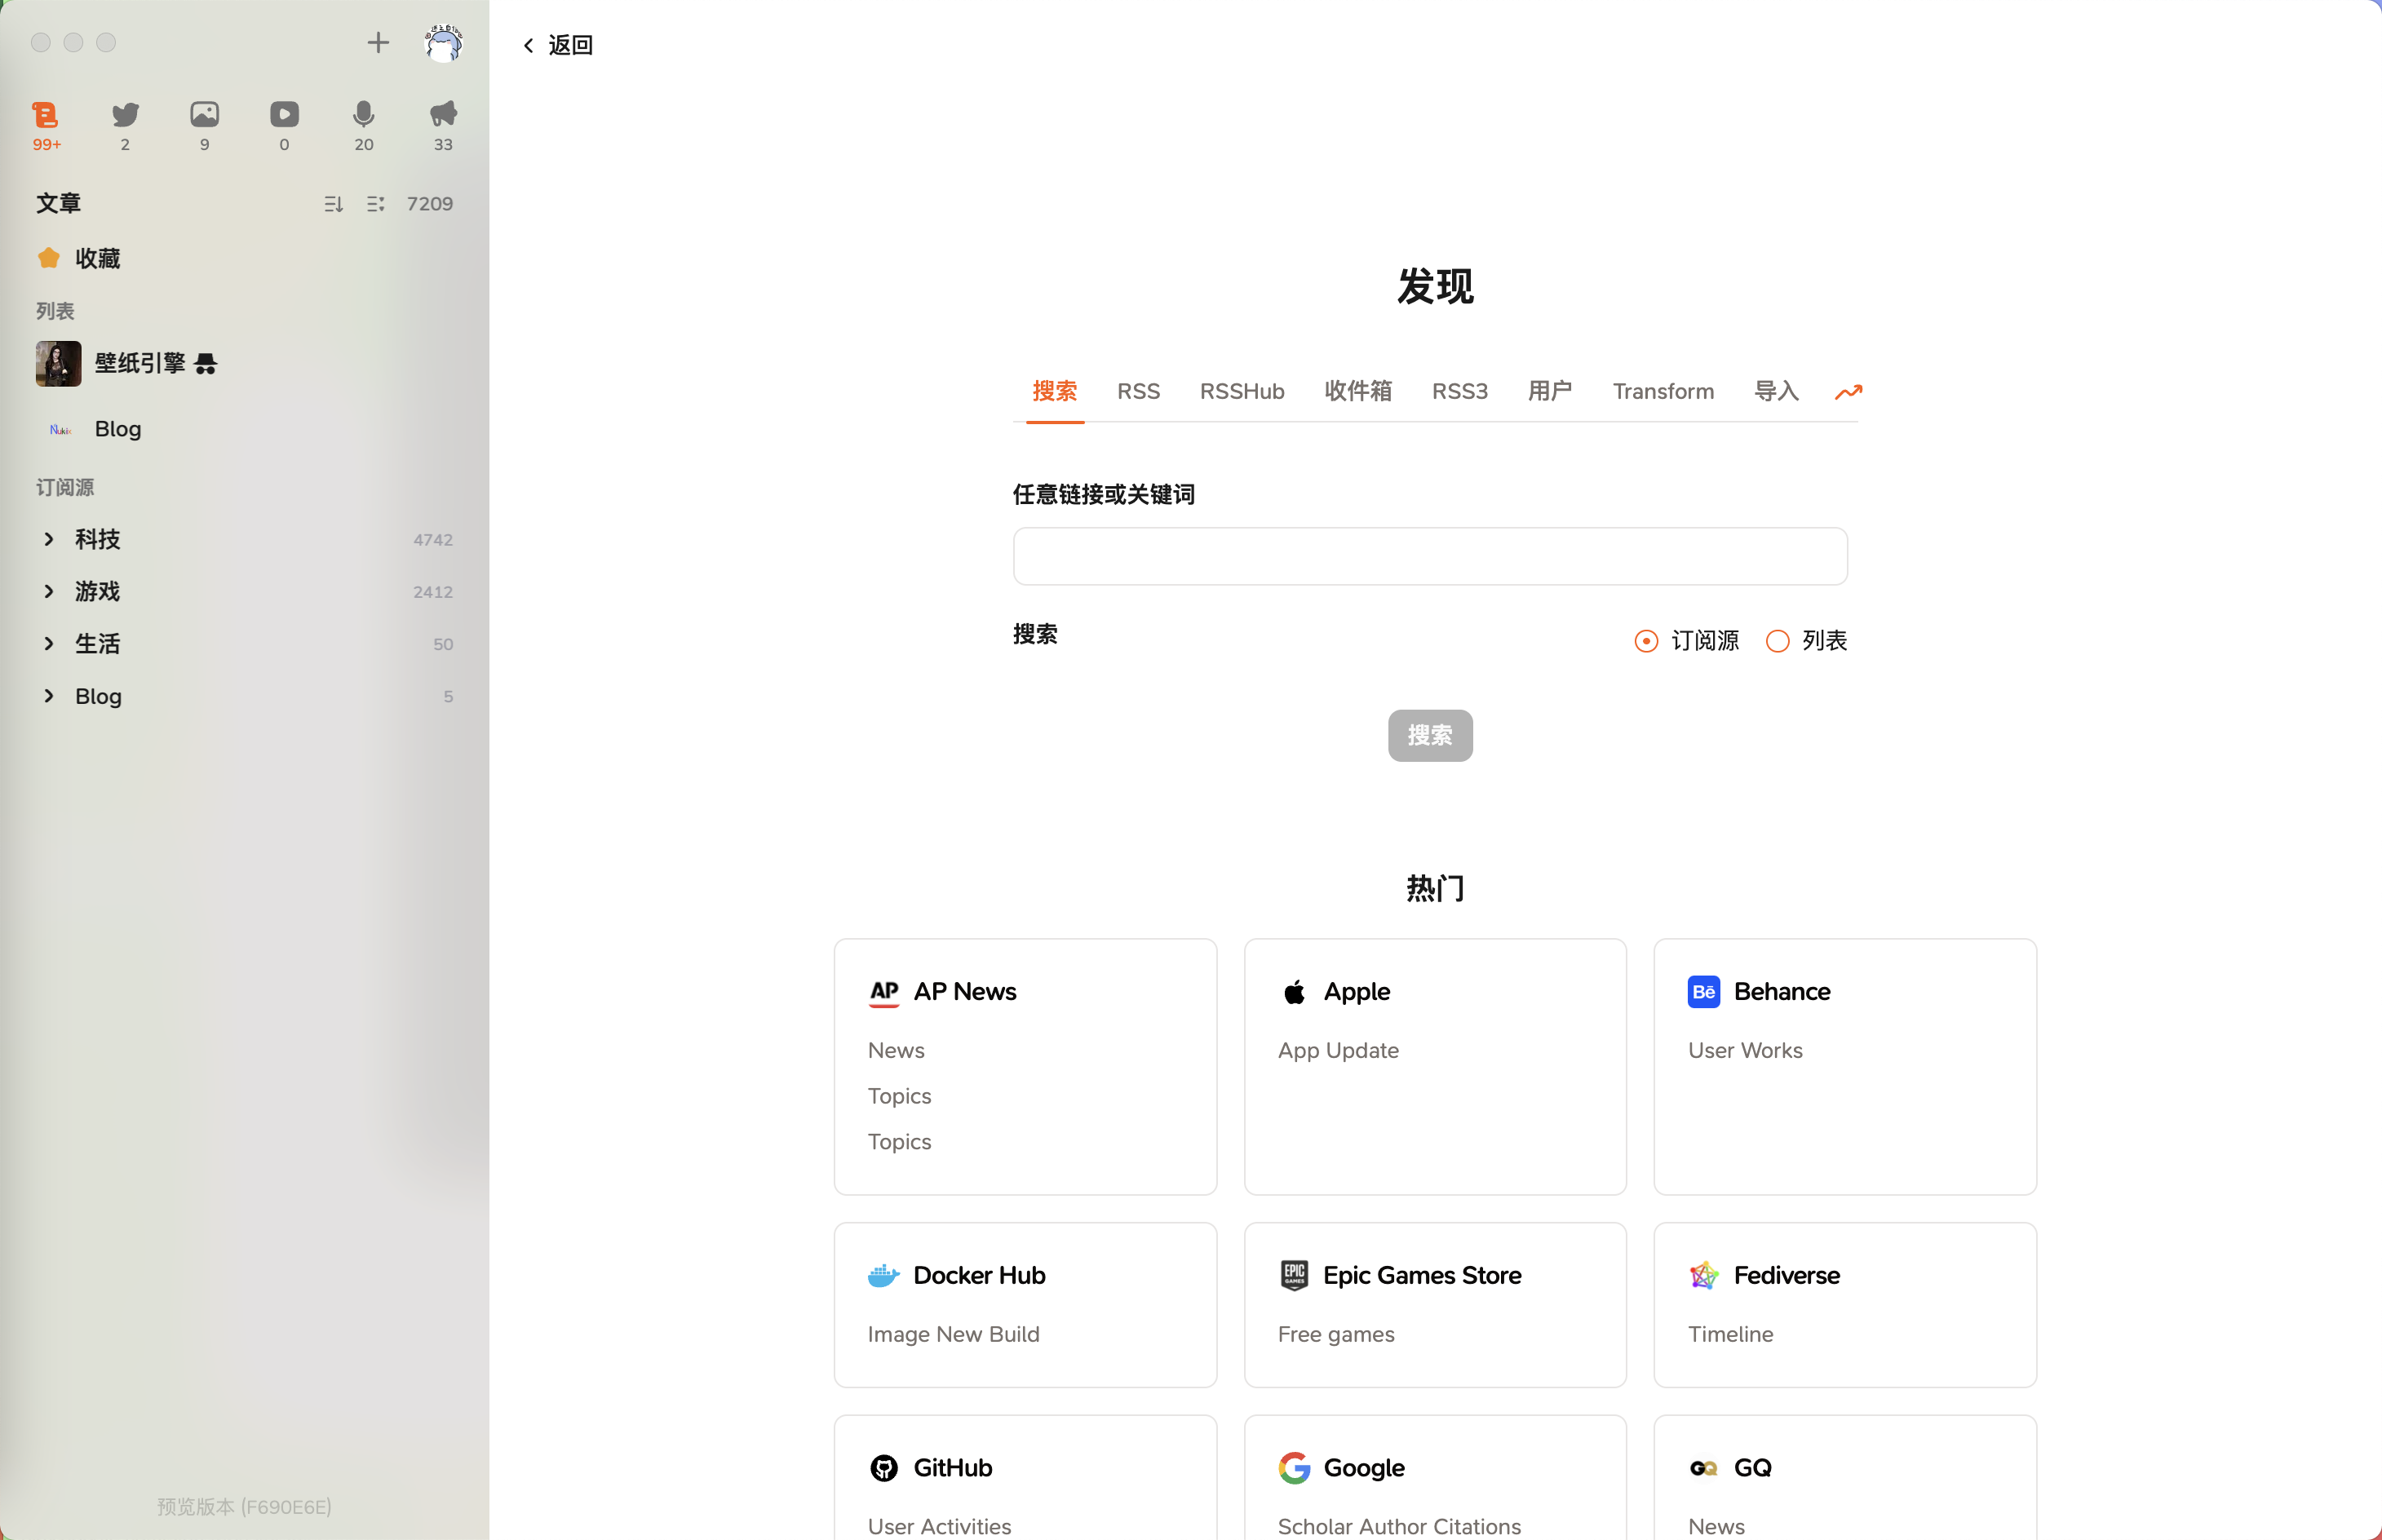 返回
99+ 2 9 0 20 33
文章 7209
收藏
列表
壁纸引擎
Blog
订阅源
科技 4742
游戏 2412
生活 50
Blog 5
预览版本 (F690E6E)
发现
搜索 RSS RSSHub 收件箱 RSS3 用户 Transform 导入
任意链接或关键词
搜索 订阅源 列表
搜索
热门
AP AP News
News
Topics
Topics
Apple
App Update
Bē Behance
User Works
Docker Hub
Image New Build
EPIC GAMES Epic Games Store
Free games
Fediverse
Timeline
GitHub
User Activities
Google
Scholar Author Citations
GQ GQ
News